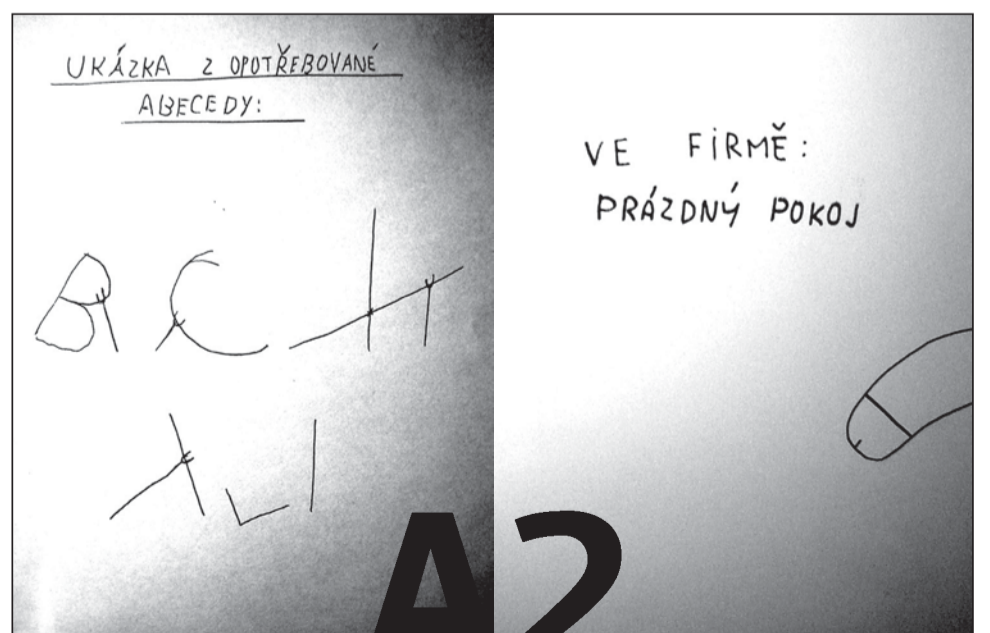 UKÁZKA Z OPOTŘEBOVANÉ
ABECEDY:
B C H
A L I
VE FIRMĚ:
PRÁZDNÝ POKOJ
A2